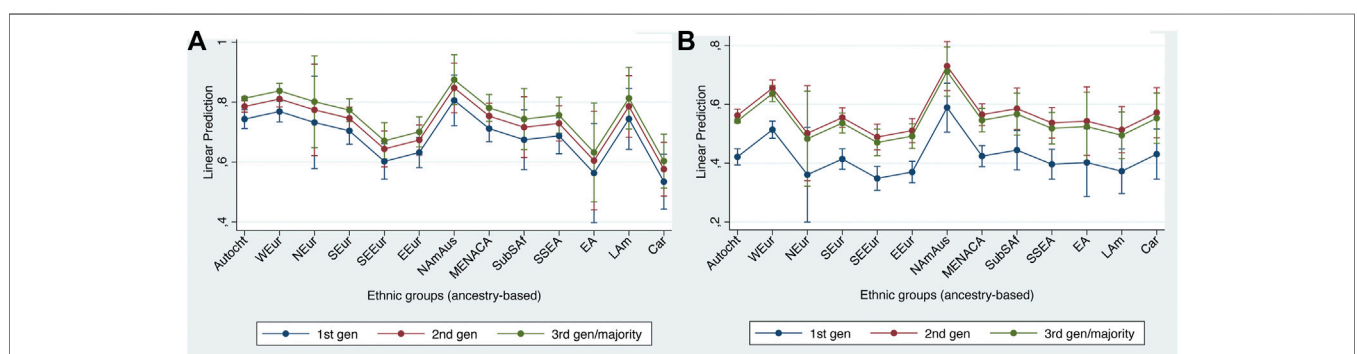 A
Linear Prediction
1
,8
,6
,4
Autocht
WEur
NEur
SEur
SEEur
EEur
NAmAus
MENACA
SubSAf
SSEA
EA
LAm
Car
Ethnic groups (ancestry-based)
1st gen 2nd gen 3rd gen/majority
B
Linear Prediction
,8
,6
,4
,2
Autocht
WEur
NEur
SEur
SEEur
EEur
NAmAus
MENACA
SubSAf
SSEA
EA
LAm
Car
Ethnic groups (ancestry-based)
1st gen 2nd gen 3rd gen/majority